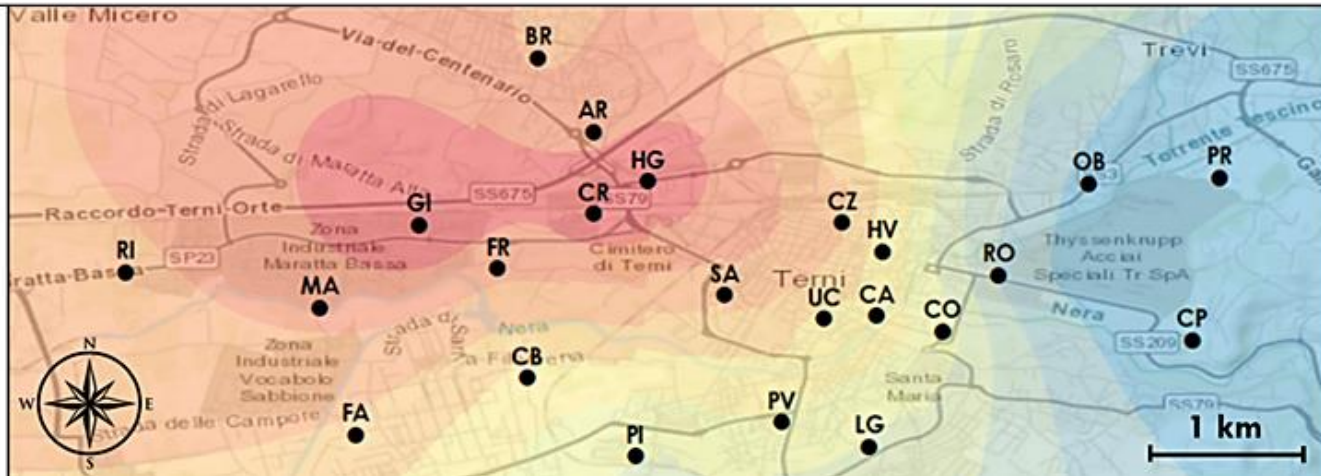 Valle Micero
BR
Via-del-Centenario
Trevi
SS675
Strada di Lagarello
Strada di Rosaro
AR
Strada di Maratta Alta
HG
OB
Torrente Tescino
PR
SS675
CR
SS79
Raccordo-Terni-Orte
GI
CZ
Zona
Industriale
Maratta Bassa
HV
Thyssenkrupp
Acciai
Speciali Tr SpA
RI
SP23
FR
Cimitero
di Terni
RO
SA
Terni
MA
UC
CA
CO
Nera
CP
SS209
Strada di
Nera
CB
Zona
Industriale
Vocabolo
Sabbione
Santa
Maria
N
W
E
S
Strada delle Campore
FA
PV
PI
LG
SS79
1 km